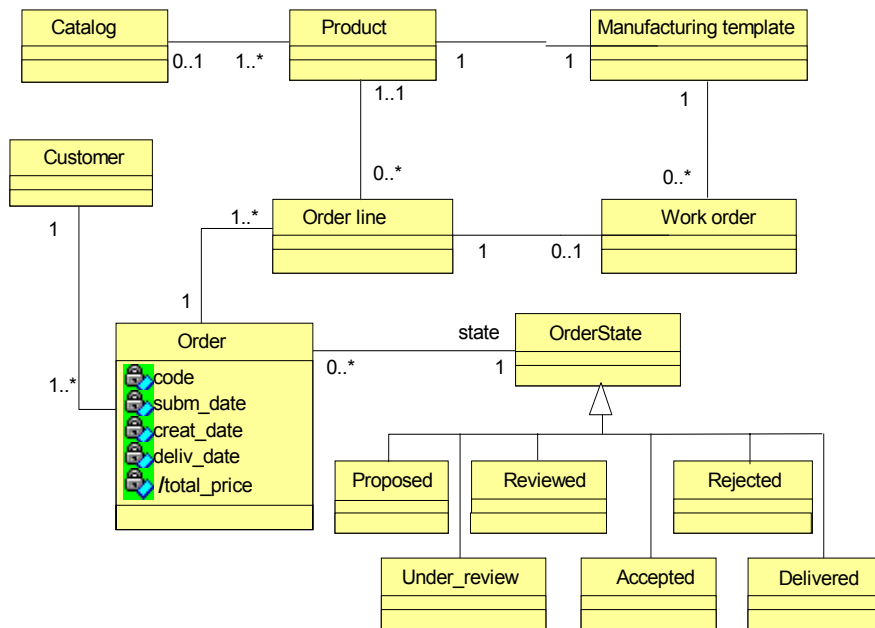 Catalog
Product
Manufacturing template
0..1
1..*
1
1
1..1
1
Customer
0..*
0..*
1
1..*
Order line
Work order
1
0..1
1
Order
state
OrderState
0..*
1
1..*
code
subm_date
creat_date
deliv_date
/total_price
Proposed
Reviewed
Rejected
Under_review
Accepted
Delivered